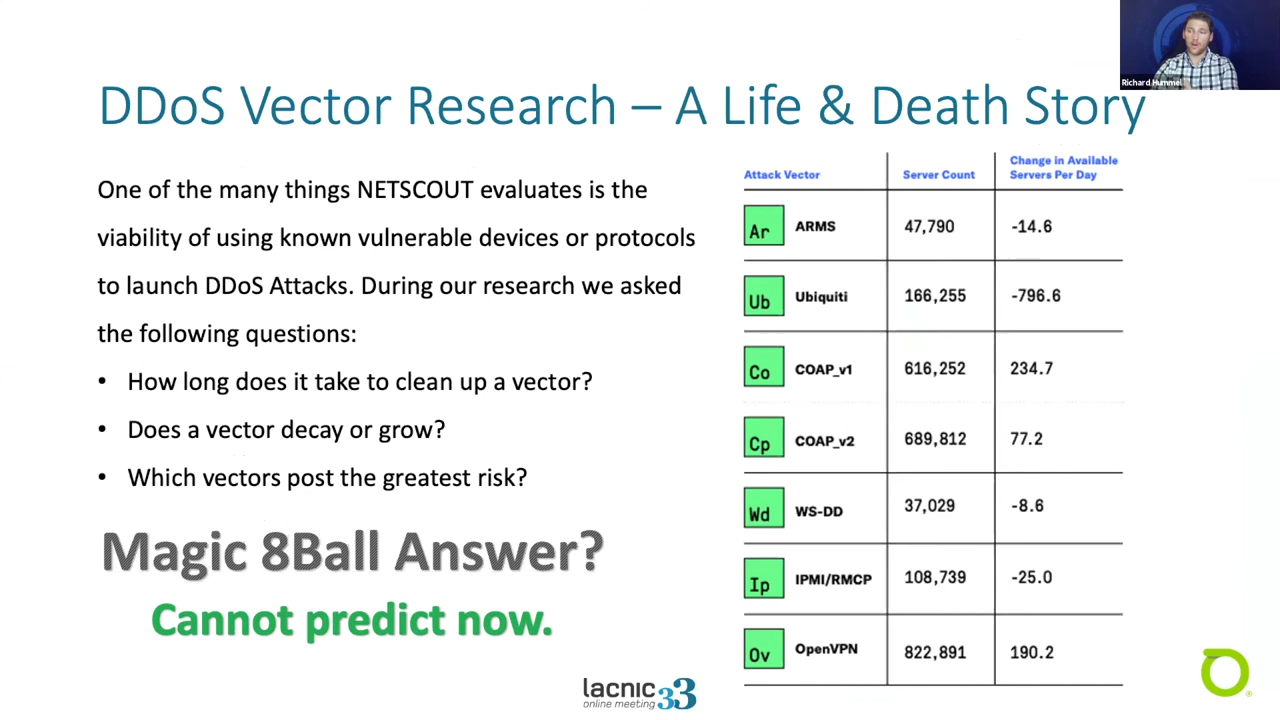 Richard Hummel
DDoS Vector Research – A Life & Death Story
One of the many things NETSCOUT evaluates is the
viability of using known vulnerable devices or protocols
to launch DDoS Attacks. During our research we asked
the following questions:
• How long does it take to clean up a vector?
• Does a vector decay or grow?
• Which vectors post the greatest risk?
Magic 8Ball Answer?
Cannot predict now.
Attack Vector Server Count Change in Available
Servers Per Day
Ar ARMS 47,790 -14.6
Ub Ubiquiti 166,255 -796.6
Co COAP_v1 616,252 234.7
Cp COAP_v2 689,812 77.2
Wd WS-DD 37,029 -8.6
Ip IPMI/RMCP 108,739 -25.0
Ov OpenVPN 822,891 190.2
lacnic 33
online meeting